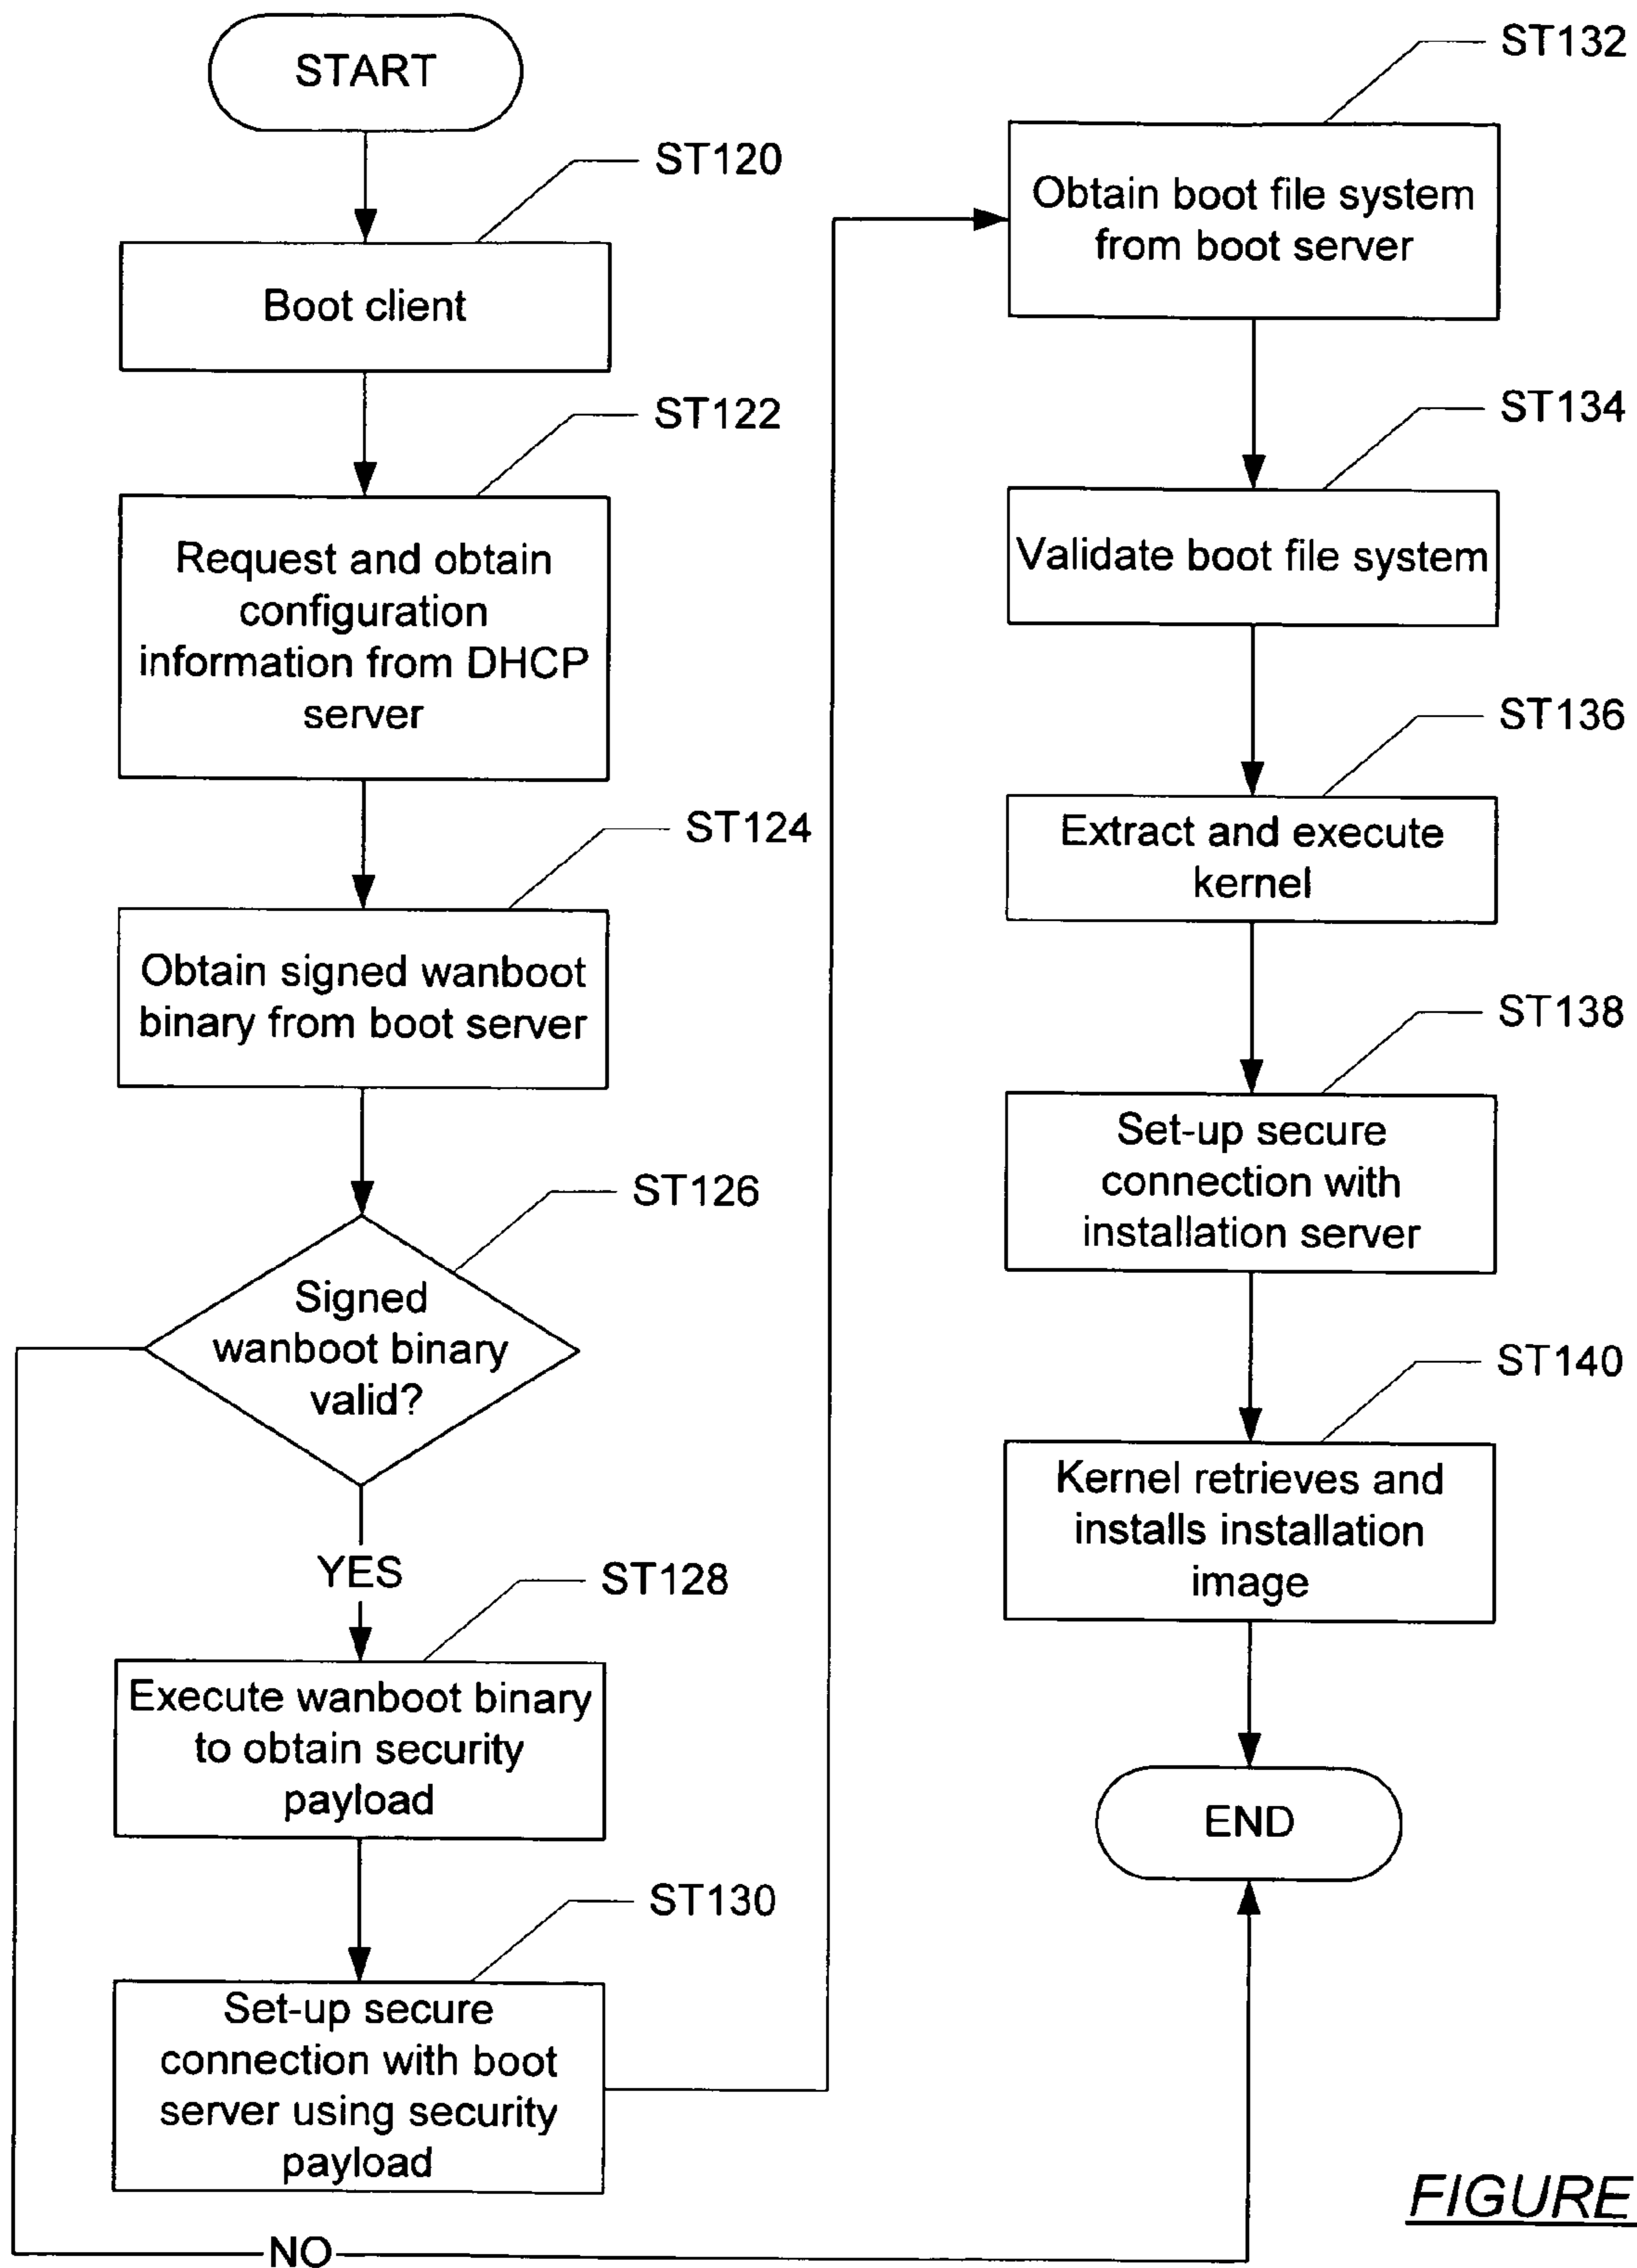 START
ST120
Boot client
ST122
Request and obtain
configuration
information from DHCP
server
ST124
Obtain signed wanboot
binary from boot server
ST126
Signed
wanboot binary
valid?
YES
ST128
Execute wanboot binary
to obtain security
payload
ST130
Set-up secure
connection with boot
server using security
payload
NO
ST132
Obtain boot file system
from boot server
ST134
Validate boot file system
ST136
Extract and execute
kernel
ST138
Set-up secure
connection with
installation server
ST140
Kernel retrieves and
installs installation
image
END
FIGURE